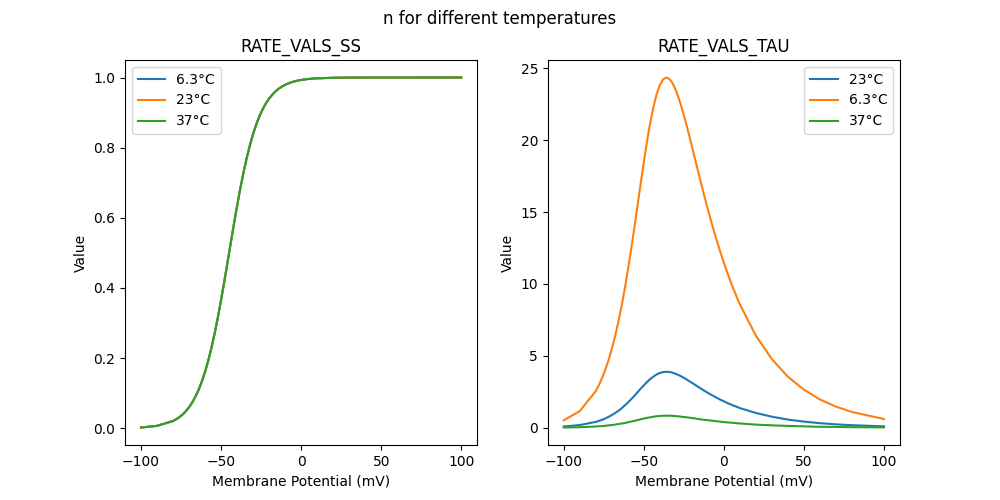 n for different temperatures
RATE_VALS_SS
RATE_VALS_TAU
6.3°C
23°C
37°C
23°C
6.3°C
37°C
1.0
0.8
0.6
0.4
0.2
0.0
Value
−100
−50
0
50
100
Membrane Potential (mV)
25
20
15
10
5
0
Value
−100
−50
0
50
100
Membrane Potential (mV)